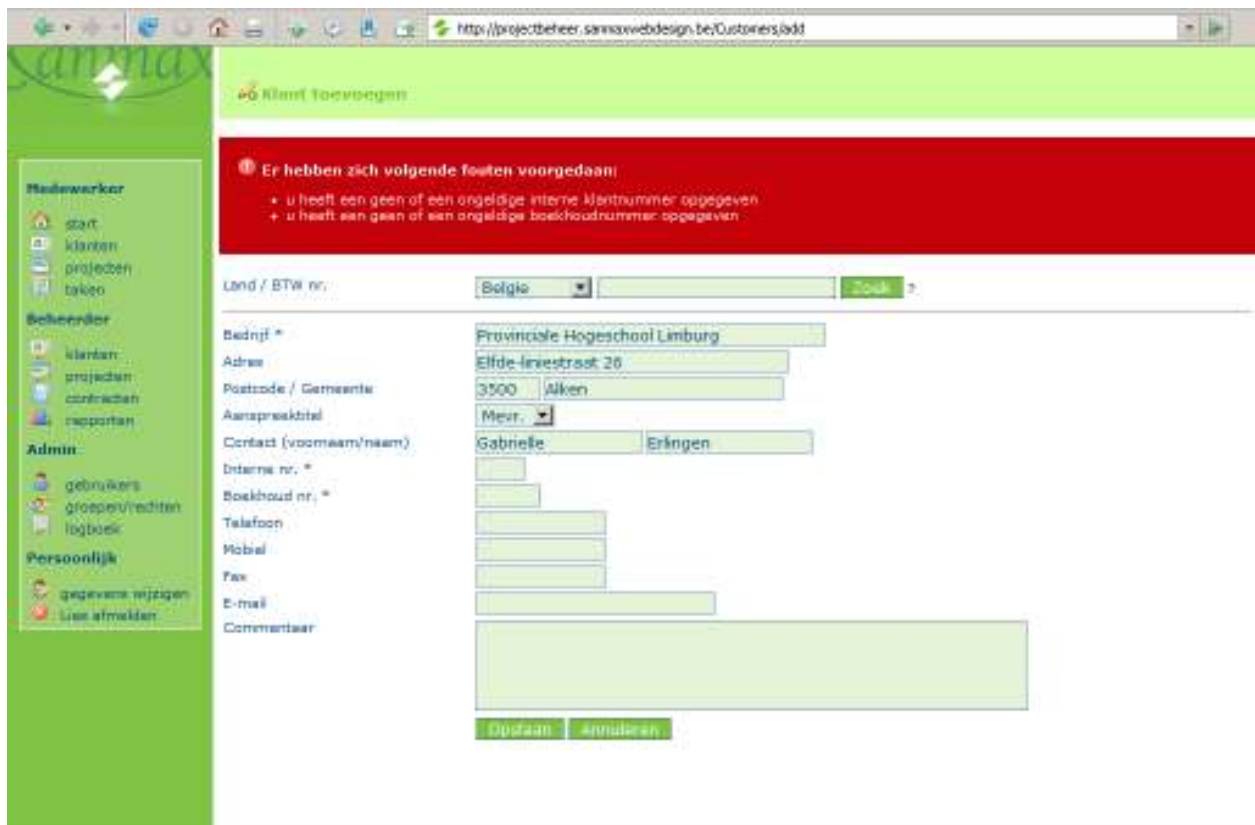 http://projectbeheer.sanmaxwebdesign.be/Customers/add
sanmax
Klant toevoegen
Er hebben zich volgende fouten voorgedaan:
u heeft een geen of een ongeldige interne klantnummer opgegeven
u heeft een geen of een ongeldige boekhoudnummer opgegeven
Medewerker
start
klanten
projecten
taken
Beheerder
klanten
projecten
contracten
rapporten
Admin
gebruikers
groepen/rechten
logboek
Persoonlijk
gegevens wijzigen
Lies afmelden
Land / BTW nr. Belgie Zoek ?
Bedrijf * Provinciale Hogeschool Limburg
Adres Elfde-liniestraat 26
Postcode / Gemeente 3500 Alken
Aanspreaktitel Mevr.
Contact (voornaam/naam) Gabrielle Erlingen
Interne nr. *
Boekhoud nr. *
Telefoon
Mobiel
Fax
E-mail
Commentaar
Opslaan Annuleren